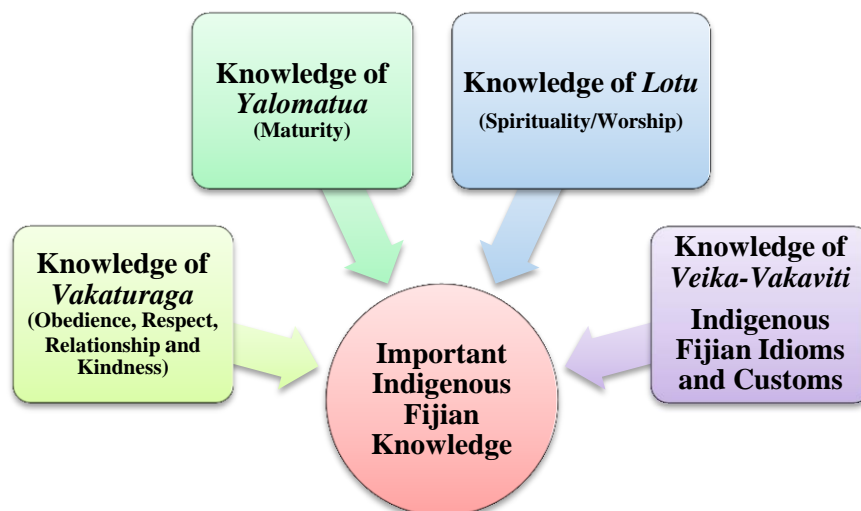 Knowledge of
Yalomatua
(Maturity)
Knowledge of Lotu
(Spirituality/Worship)
Knowledge of
Vakaturaga
(Obedience, Respect,
Relationship and
Kindness)
Knowledge of
Veika-Vakaviti
Indigenous
Fijian Idioms
and Customs
Important
Indigenous
Fijian
Knowledge